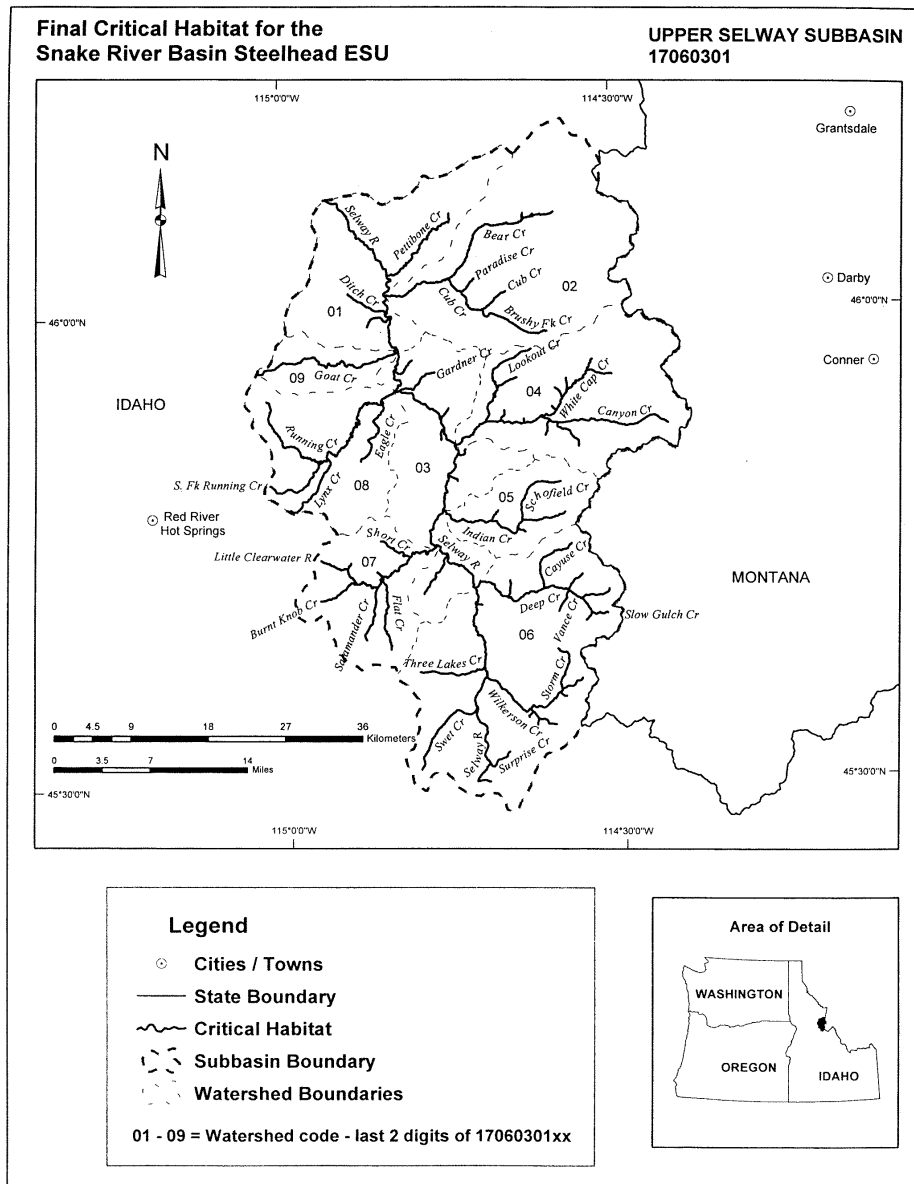 Final Critical Habitat for the
Snake River Basin Steelhead ESU
UPPER SELWAY SUBBASIN
17060301
115°0'0"W
114°30'0"W
Grantsdale
N
Selway R
Pettibone Cr
Bear Cr
Paradise Cr
Cub Cr
Darby
02
Ditch Cr
Cub Cr
Brushy Fk Cr
46°0'0"N
01
46°0'0"N
Lookout Cr
Gardner Cr
Conner
09
Goat Cr
04
White Cap Cr
IDAHO
Canyon Cr
Eagle Cr
Running Cr
03
S. Fk Running Cr
Lynx Cr
08
05
Schofield Cr
Red River
Hot Springs
Indian Cr
Short Cr
Selway R
Little Clearwater R
07
Cayuse Cr
MONTANA
Deep Cr
Vance Cr
Slow Gulch Cr
Burnt Knob Cr
Salamander Cr
Flat Cr
06
Three Lakes Cr
Storm Cr
Wilkerson Cr
0 4.5 9 18 27 36
Kilometers
Swet Cr
Selway R
Surprise Cr
0 3.5 7 14
Miles
45°30'0"N
45°30'0"N
115°0'0"W
114°30'0"W
Legend
Cities / Towns
State Boundary
Critical Habitat
Subbasin Boundary
Watershed Boundaries
01 - 09 = Watershed code - last 2 digits of 17060301xx
Area of Detail
WASHINGTON
OREGON
IDAHO